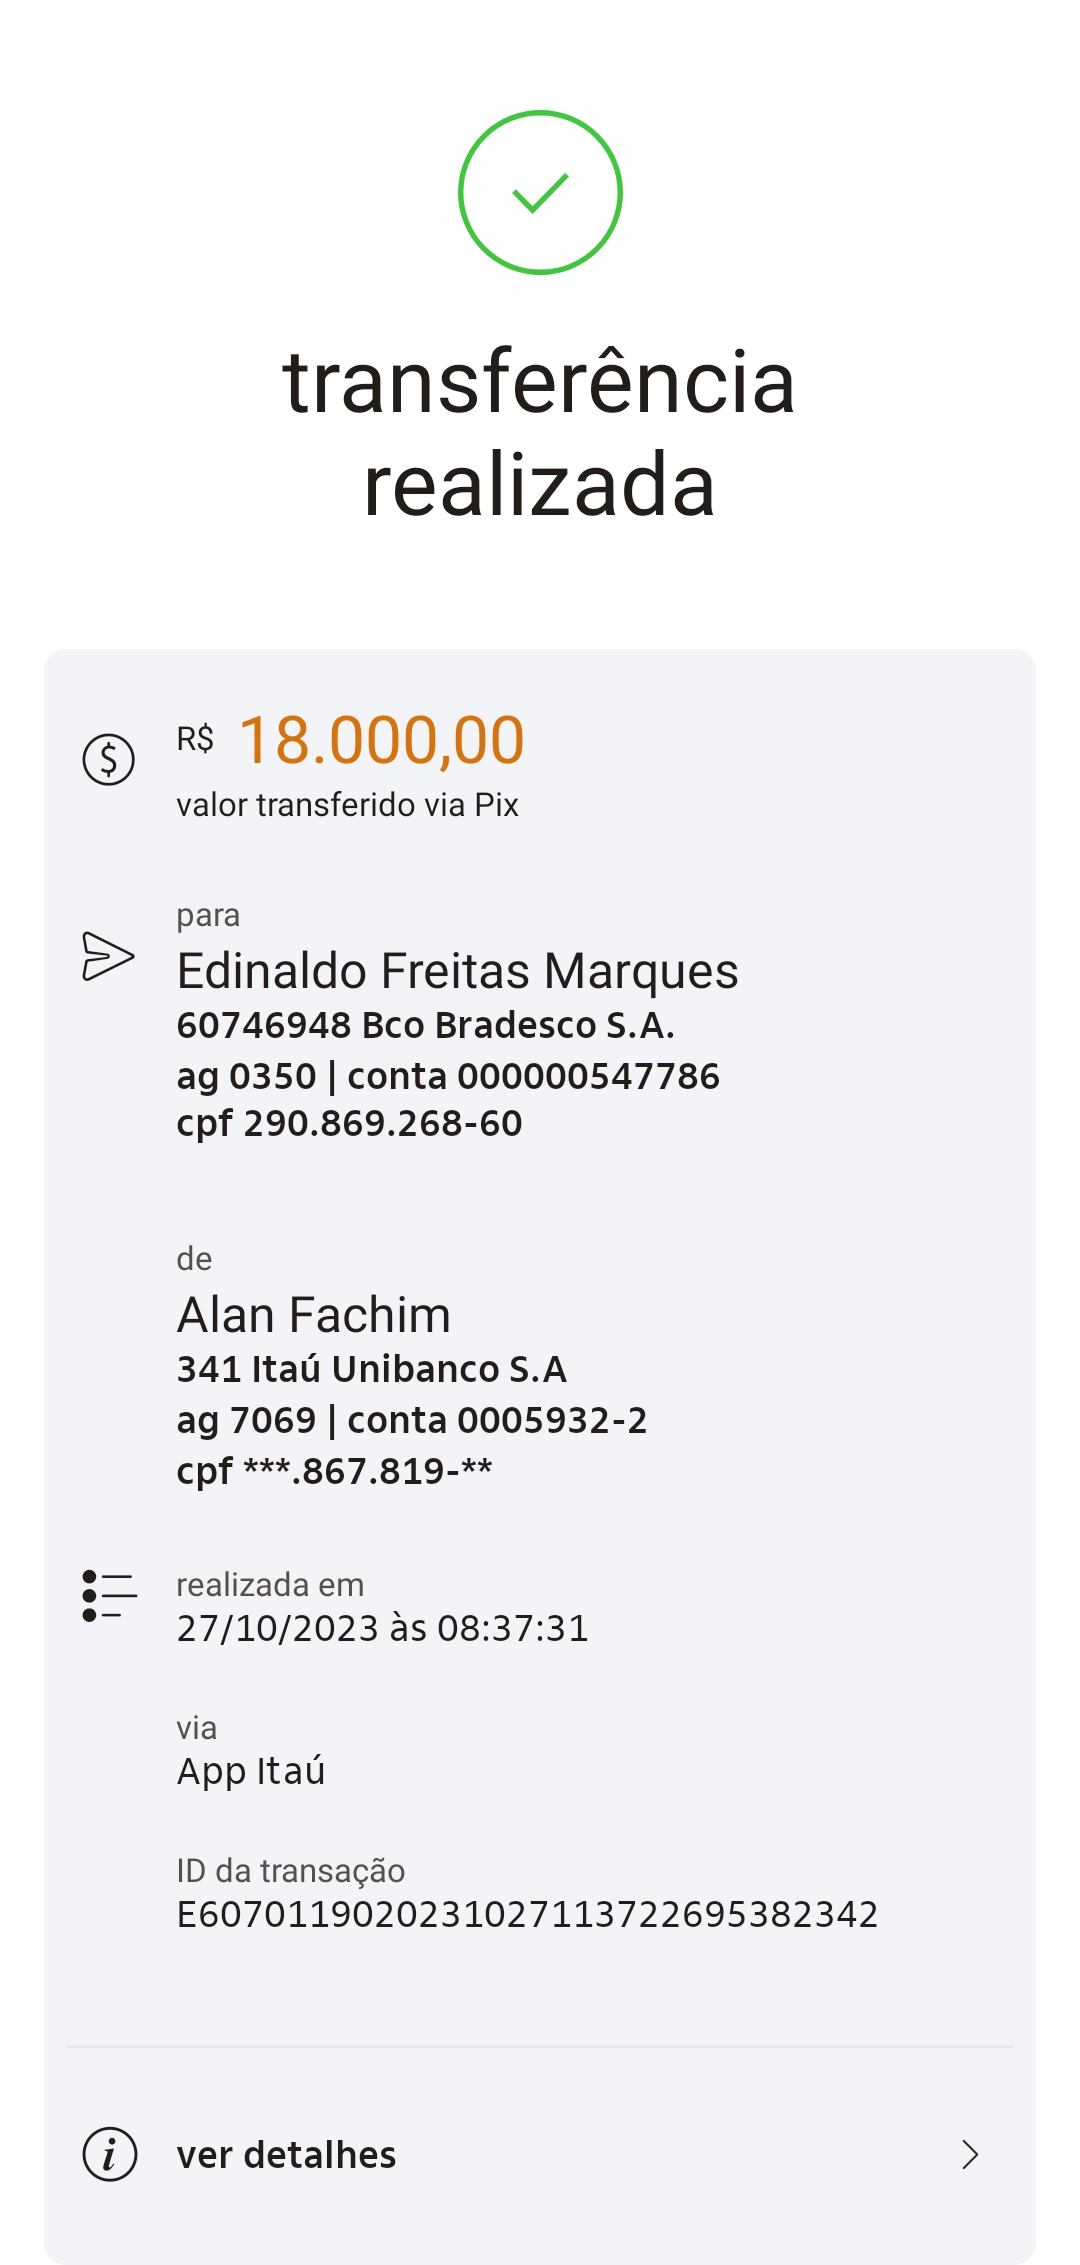 transferência
realizada
R$ 18.000,00
valor transferido via Pix
para
Edinaldo Freitas Marques
60746948 Bco Bradesco S.A.
ag 0350 | conta 000000547786
cpf 290.869.268-60
de
Alan Fachim
341 Itaú Unibanco S.A
ag 7069 | conta 0005932-2
cpf ***.867.819-**
realizada em
27/10/2023 às 08:37:31
via
App Itaú
ID da transação
E6070119020231027113722695382342
ver detalhes